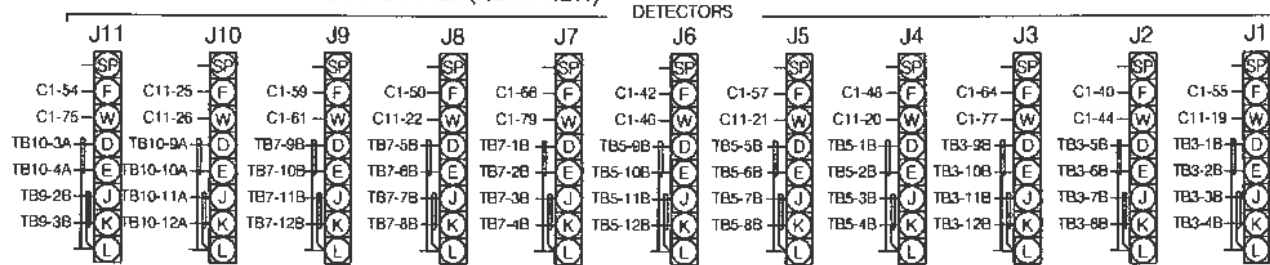 DETECTORS
J11 J10 J9 J8 J7 J6 J5 J4 J3 J2 J1
SP SP SP SP SP SP SP SP SP SP SP
C1-54 F C11-25 F C1-59 F C1-50 F C1-56 F C1-42 F C1-57 F C1-48 F C1-64 F C1-40 F C1-55 F
C1-75 W C11-26 W C1-61 W C11-22 W C1-79 W C1-46 W C11-21 W C11-20 W C1-77 W C1-44 W C11-19 W
TB10-3A D TB10-9A D TB7-9B D TB7-5B D TB7-1B D TB5-9B D TB5-5B D TB5-1B D TB3-9B D TB3-5B D TB3-1B D
TB10-4A E TB10-10A E TB7-10B E TB7-6B E TB7-2B E TB5-10B E TB5-6B E TB5-2B E TB3-10B E TB3-6B E TB3-2B E
TB9-2B J TB10-11A J TB7-11B J TB7-7B J TB7-3B J TB5-11B J TB5-7B J TB5-3B J TB3-11B J TB3-7B J TB3-3B J
TB9-3B K TB10-12A K TB7-12B K TB7-8B K TB7-4B K TB5-12B K TB5-8B K TB5-4B K TB3-12B K TB3-8B K TB3-4B K
L L L L L L L L L L L